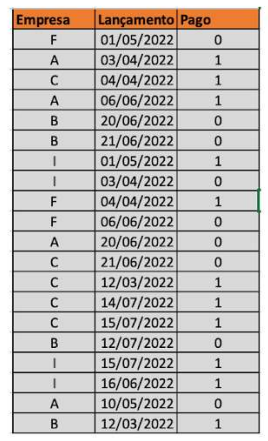 Empresa Lançamento Pago
F 01/05/2022 0
A 03/04/2022 1
C 04/04/2022 1
A 06/06/2022 1
B 20/06/2022 0
B 21/06/2022 0
I 01/05/2022 1
I 03/04/2022 0
F 04/04/2022 1
F 06/06/2022 0
A 20/06/2022 0
C 21/06/2022 0
C 12/03/2022 1
C 14/07/2022 1
C 15/07/2022 1
B 12/07/2022 0
I 15/07/2022 1
I 16/06/2022 1
A 10/05/2022 0
B 12/03/2022 1